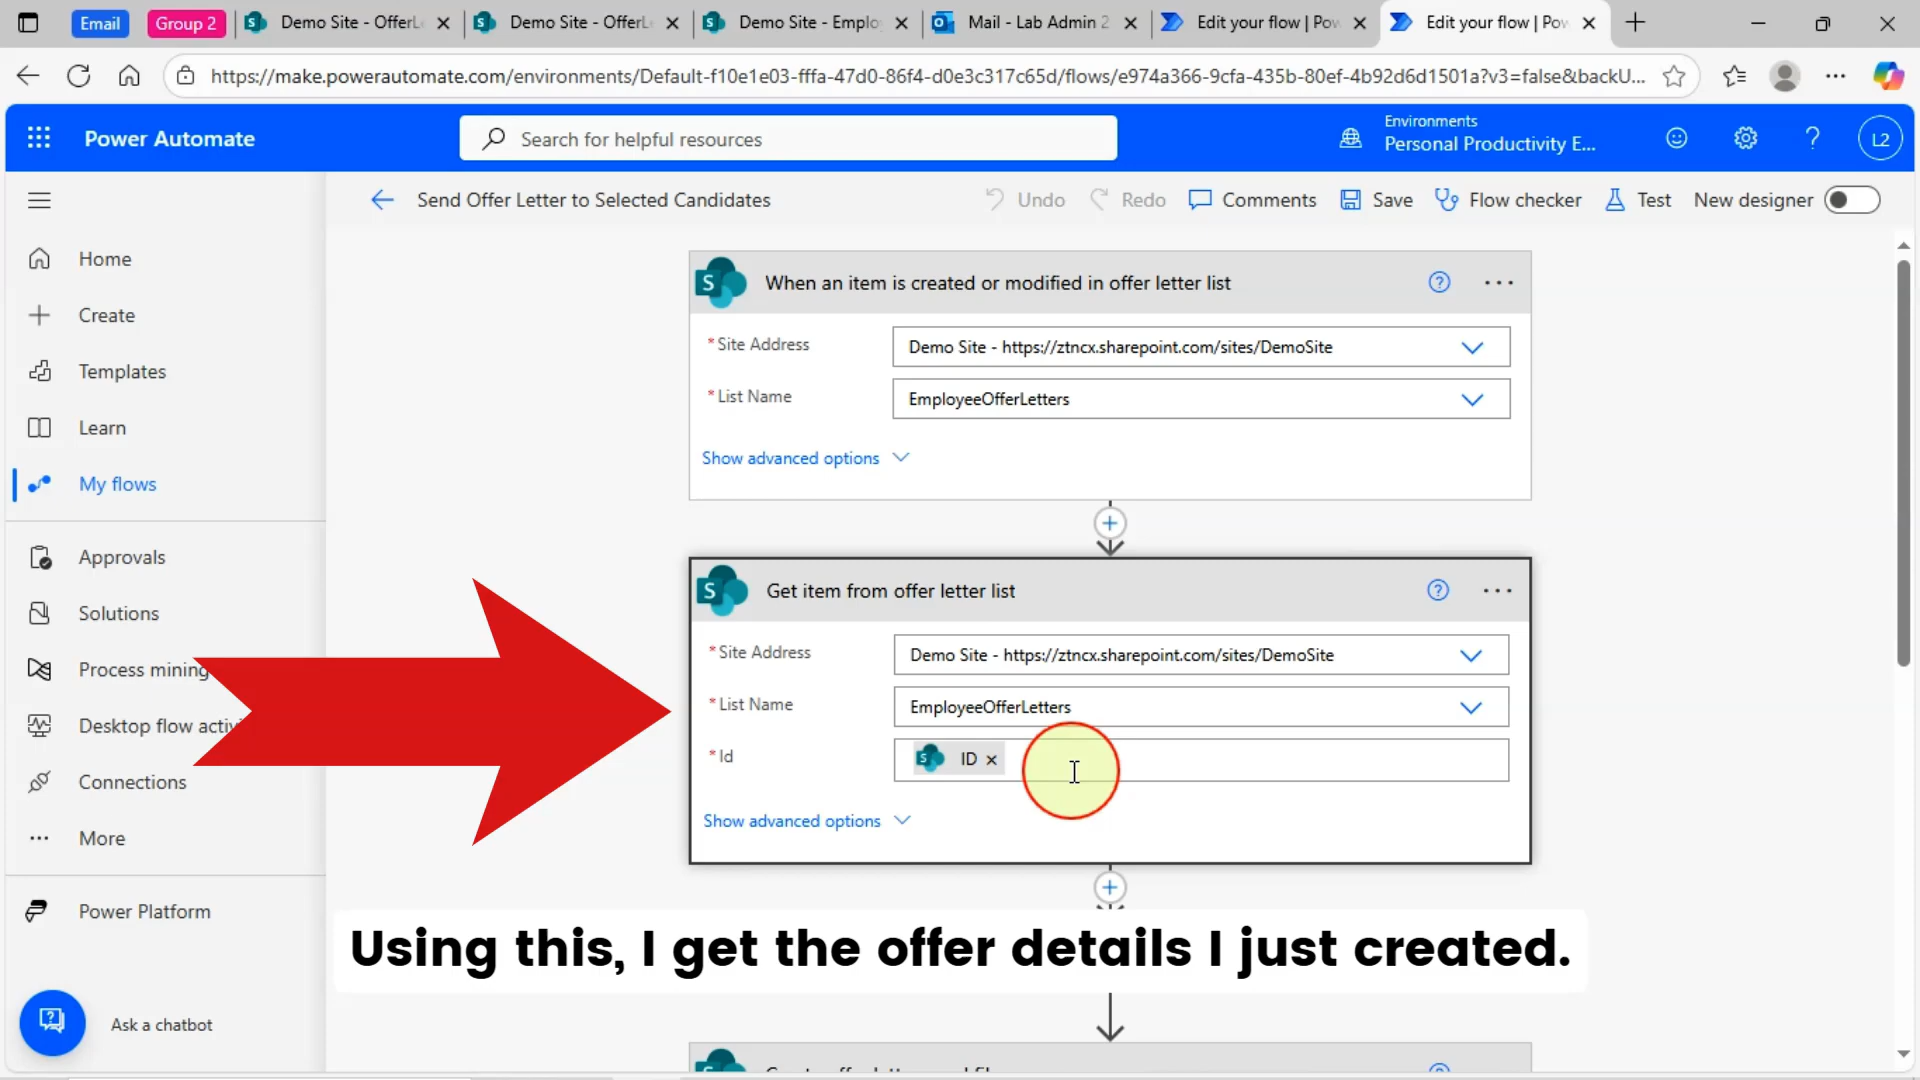 Email
Group 2
Demo Site - OfferLe
Demo Site - OfferLe
Demo Site - Emplo
Mail - Lab Admin 2
Edit your flow | Pow
Edit your flow | Pow
https://make.powerautomate.com/environments/Default-f10e1e03-fffa-47d0-86f4-d0e3c317c65d/flows/e974a366-9cfa-435b-80ef-4b92d6d1501a?v3=false&backU...
Power Automate
Search for helpful resources
Environments
Personal Productivity E...
L2
Send Offer Letter to Selected Candidates
Undo
Redo
Comments
Save
Flow checker
Test
New designer
Home
Create
Templates
Learn
My flows
Approvals
Solutions
Process mining
Desktop flow activi
Connections
More
Power Platform
Ask a chatbot
When an item is created or modified in offer letter list
* Site Address
Demo Site - https://ztncx.sharepoint.com/sites/DemoSite
* List Name
EmployeeOfferLetters
Show advanced options
Get item from offer letter list
* Site Address
Demo Site - https://ztncx.sharepoint.com/sites/DemoSite
* List Name
EmployeeOfferLetters
* Id
ID
Show advanced options
Using this, I get the offer details I just created.